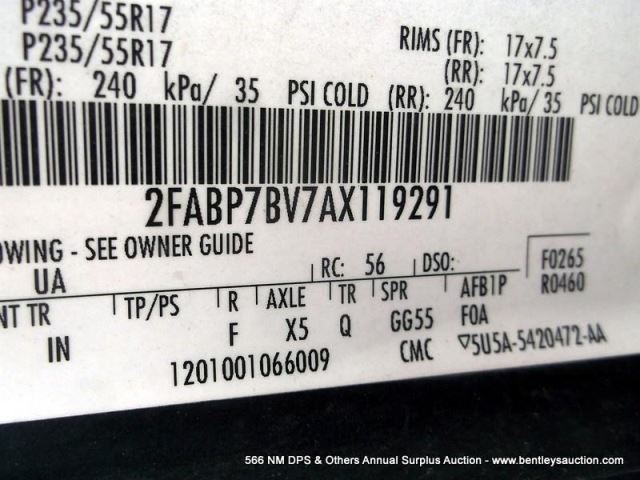 P235/55R17
P235/55R17
RIMS (FR): 17x7.5
(RR): 17x7.5
(FR): 240 kPa/ 35 PSI COLD (RR): 240 kPa/ 35 PSI COLD
2FABP7BV7AX119291
OWING - SEE OWNER GUIDE
UA RC: 56 DSO: F0265
R0460
NT TR TP/PS R AXLE TR SPR AFB1P
IN F X5 Q GG55 F0A
1201001066009 CMC ▽5U5A-5420472-AA
566 NM DPS & Others Annual Surplus Auction - www.bentleysauction.com